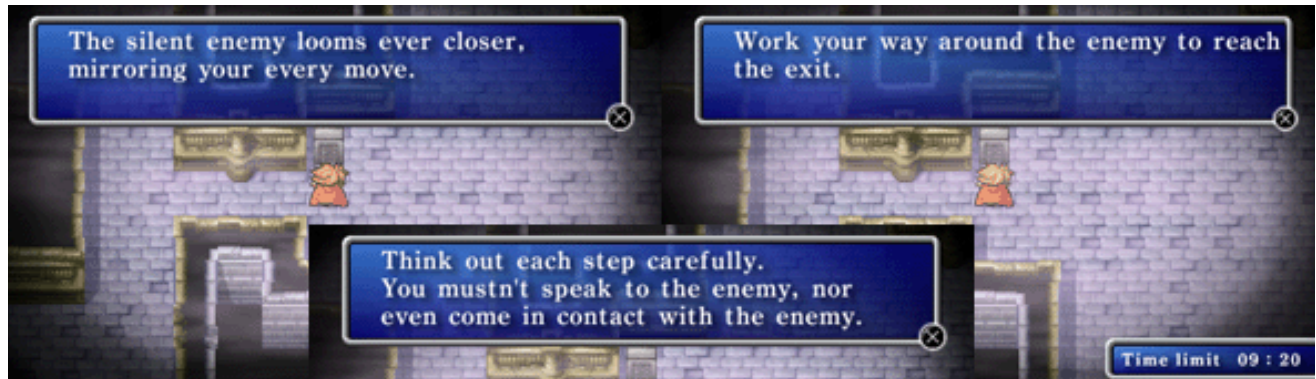 The silent enemy looms ever closer,
mirroring your every move.
Work your way around the enemy to reach
the exit.
Think out each step carefully.
You mustn't speak to the enemy, nor
even come in contact with the enemy.
Time limit 09 : 20